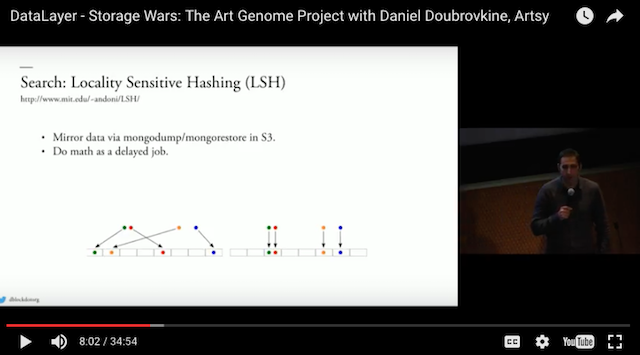 DataLayer - Storage Wars: The Art Genome Project with Daniel Doubrovkine, Artsy
Search: Locality Sensitive Hashing (LSH)
http://www.mit.edu/~andoni/LSH/
• Mirror data via mongodump/mongorestore in S3.
• Do math as a delayed job.
dblockdotorg
8:02 / 34:54
CC
YouTube